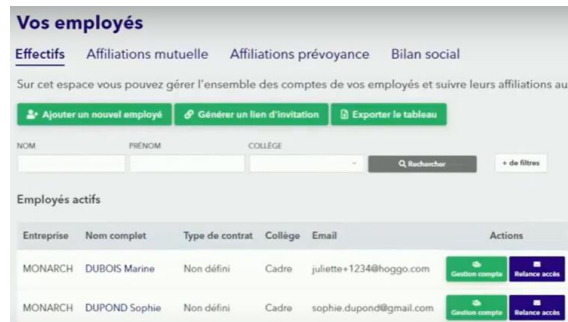 Vos employés
Effectifs Affiliations mutuelle Affiliations prévoyance Bilan social
Sur cet espace vous pouvez gérer l'ensemble des comptes de vos employés et suivre leurs affiliations au
Ajouter un nouvel employé Générer un lien d'invitation Exporter le tableau
NOM PRÉNOM COLLÈGE
Rechercher + de filtres
Employés actifs
Entreprise Nom complet Type de contrat Collège Email Actions
MONARCH DUBOIS Marine Non défini Cadre juliette+1234@hoggo.com Gestion compte Relance accès
MONARCH DUPOND Sophie Non défini Cadre sophie.dupond@gmail.com Gestion compte Relance accès